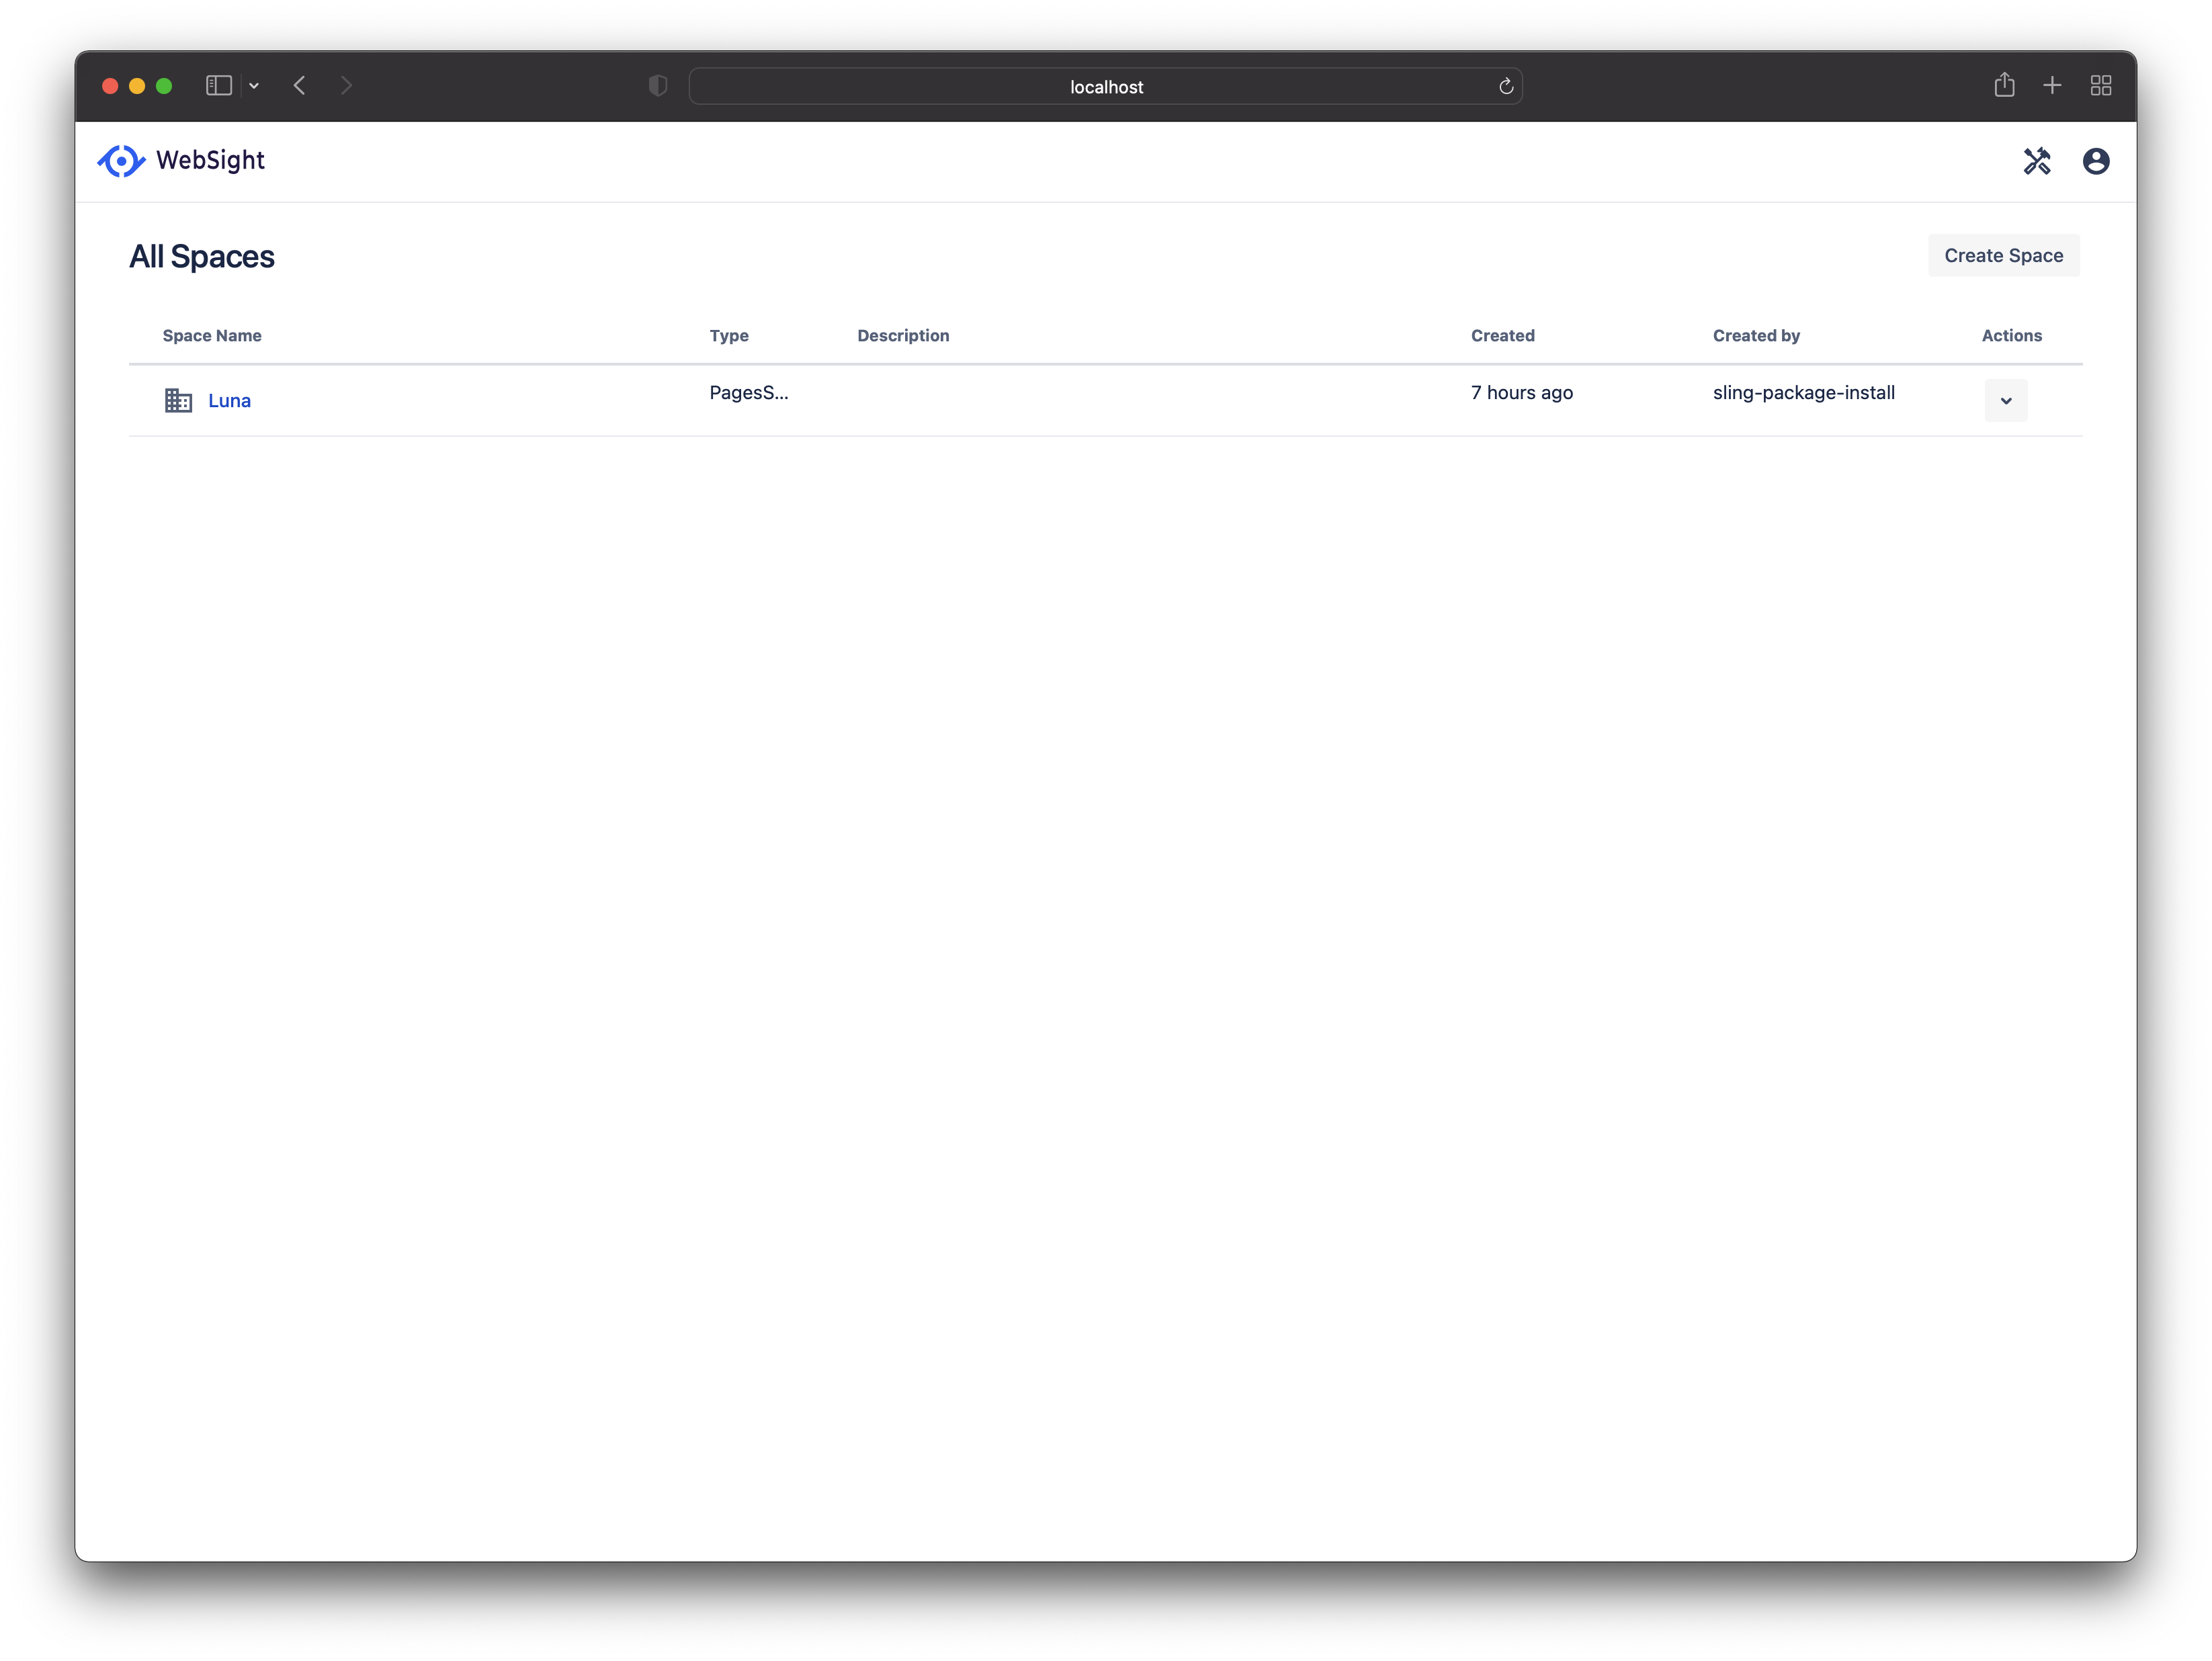 localhost
WebSight
All Spaces
Create Space
Space Name Type Description Created Created by Actions
Luna PagesS... 7 hours ago sling-package-install